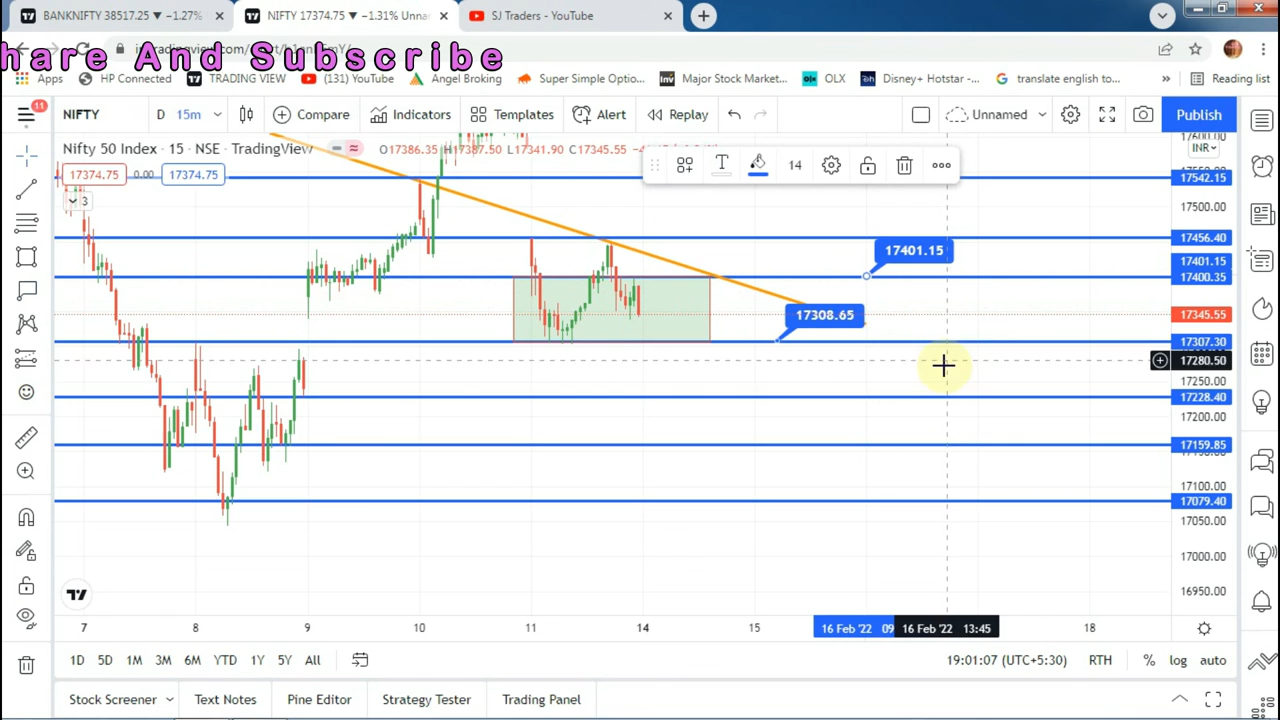 BANKNIFTY 38517.25 ▼ −1.27%
NIFTY 17374.75 ▼ −1.31% Unna
SJ Traders - YouTube
hare And Subscribe
Apps
HP Connected
TRADING VIEW
(131) YouTube
Angel Broking
Super Simple Optio...
Major Stock Market...
OLX
Disney+ Hotstar -...
translate english to...
»
Reading list
11
NIFTY
D
15m
Compare
Indicators
Templates
Alert
Replay
Unnamed
Publish
Nifty 50 Index · 15 · NSE · TradingView
O17386.35 H17387.50 L17341.90 C17345.55
INR
17374.75
0.00
17374.75
3
T
14
17542.15
17500.00
17456.40
17401.15
17401.15
17400.35
17308.65
17345.55
17307.30
17280.50
17250.00
17228.40
17200.00
17159.85
17100.00
17079.40
17050.00
17000.00
16950.00
7
8
9
10
11
14
15
16 Feb '22 09
16 Feb '22 13:45
18
1D
5D
1M
3M
6M
YTD
1Y
5Y
All
19:01:07 (UTC+5:30)
RTH
%
log
auto
Stock Screener
Text Notes
Pine Editor
Strategy Tester
Trading Panel